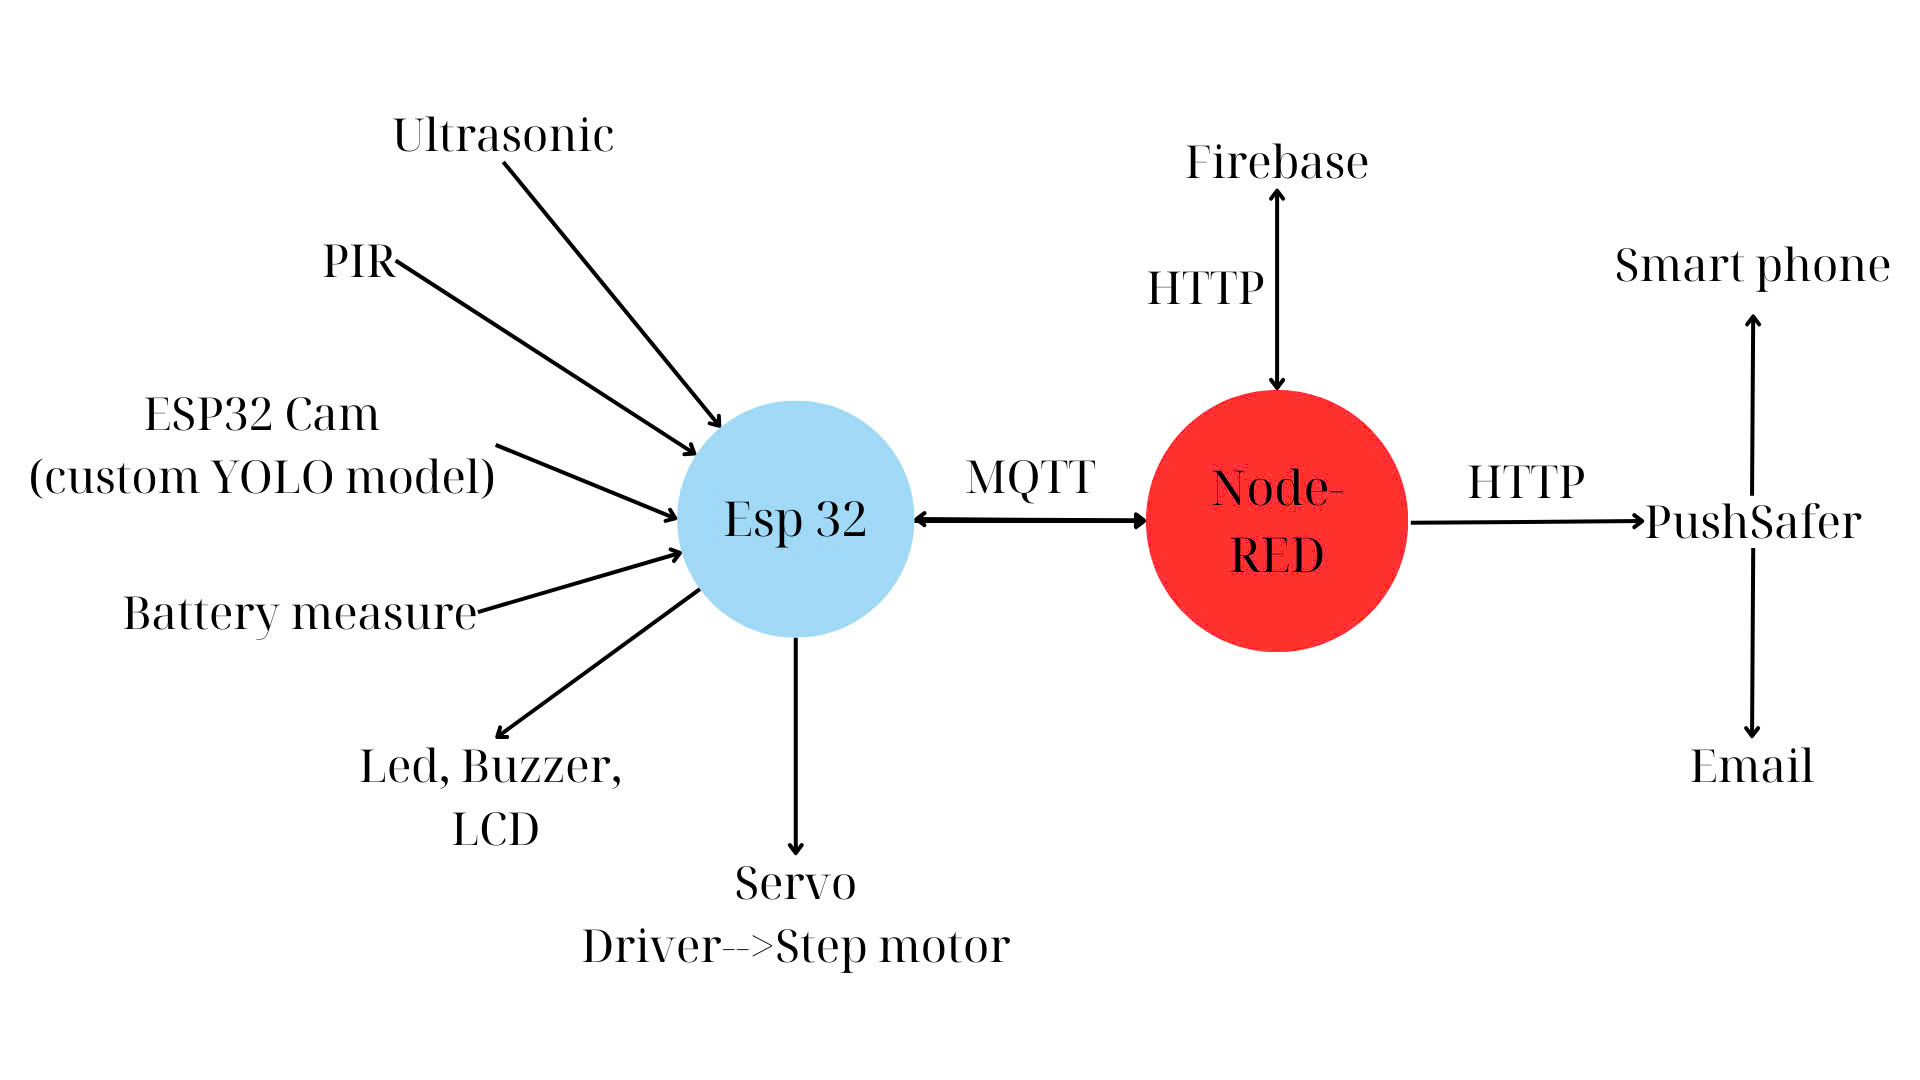 Ultrasonic
PIR
ESP32 Cam
(custom YOLO model)
Battery measure
Led, Buzzer,
LCD
Esp 32
Servo
Driver-->Step motor
MQTT
Firebase
HTTP
Node-
RED
HTTP
Smart phone
PushSafer
Email